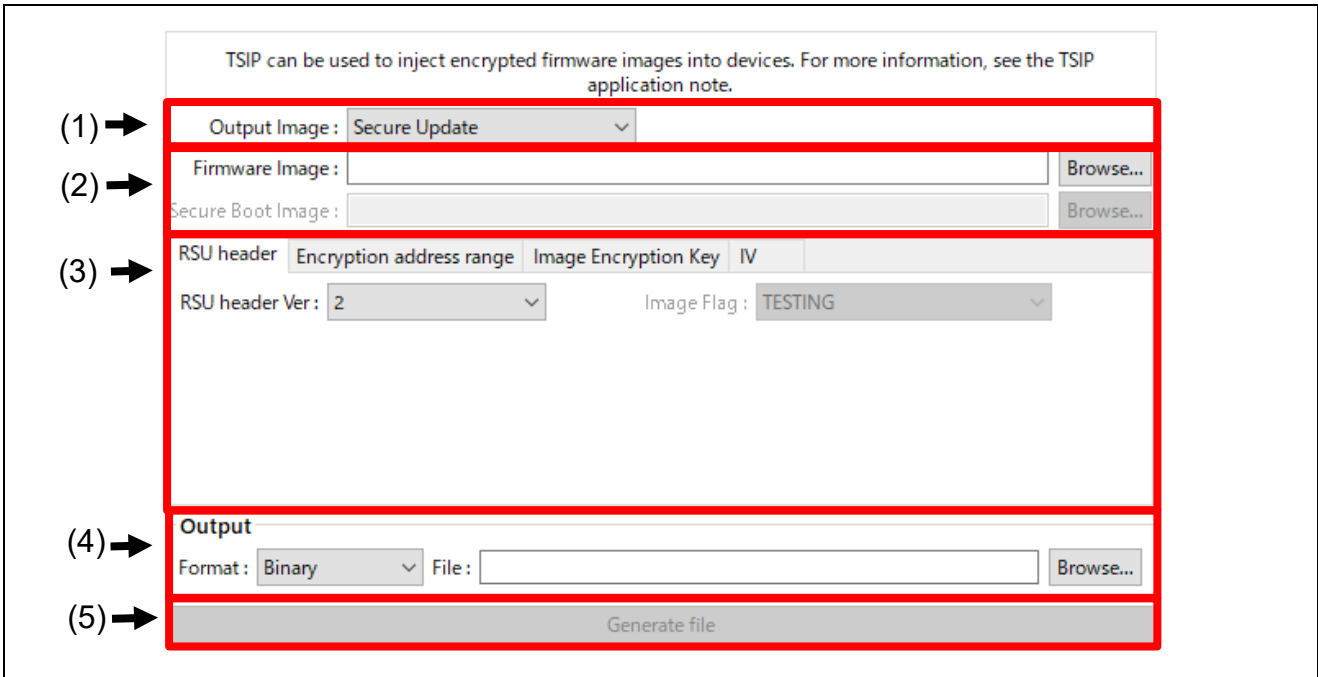 TSIP can be used to inject encrypted firmware images into devices. For more information, see the TSIP
application note.
(1) Output Image : Secure Update
(2) Firmware Image : Browse...
Secure Boot Image : Browse...
(3) RSU header Encryption address range Image Encryption Key IV
RSU header Ver : 2 Image Flag : TESTING
Output
(4) Format : Binary File : Browse...
(5) Generate file